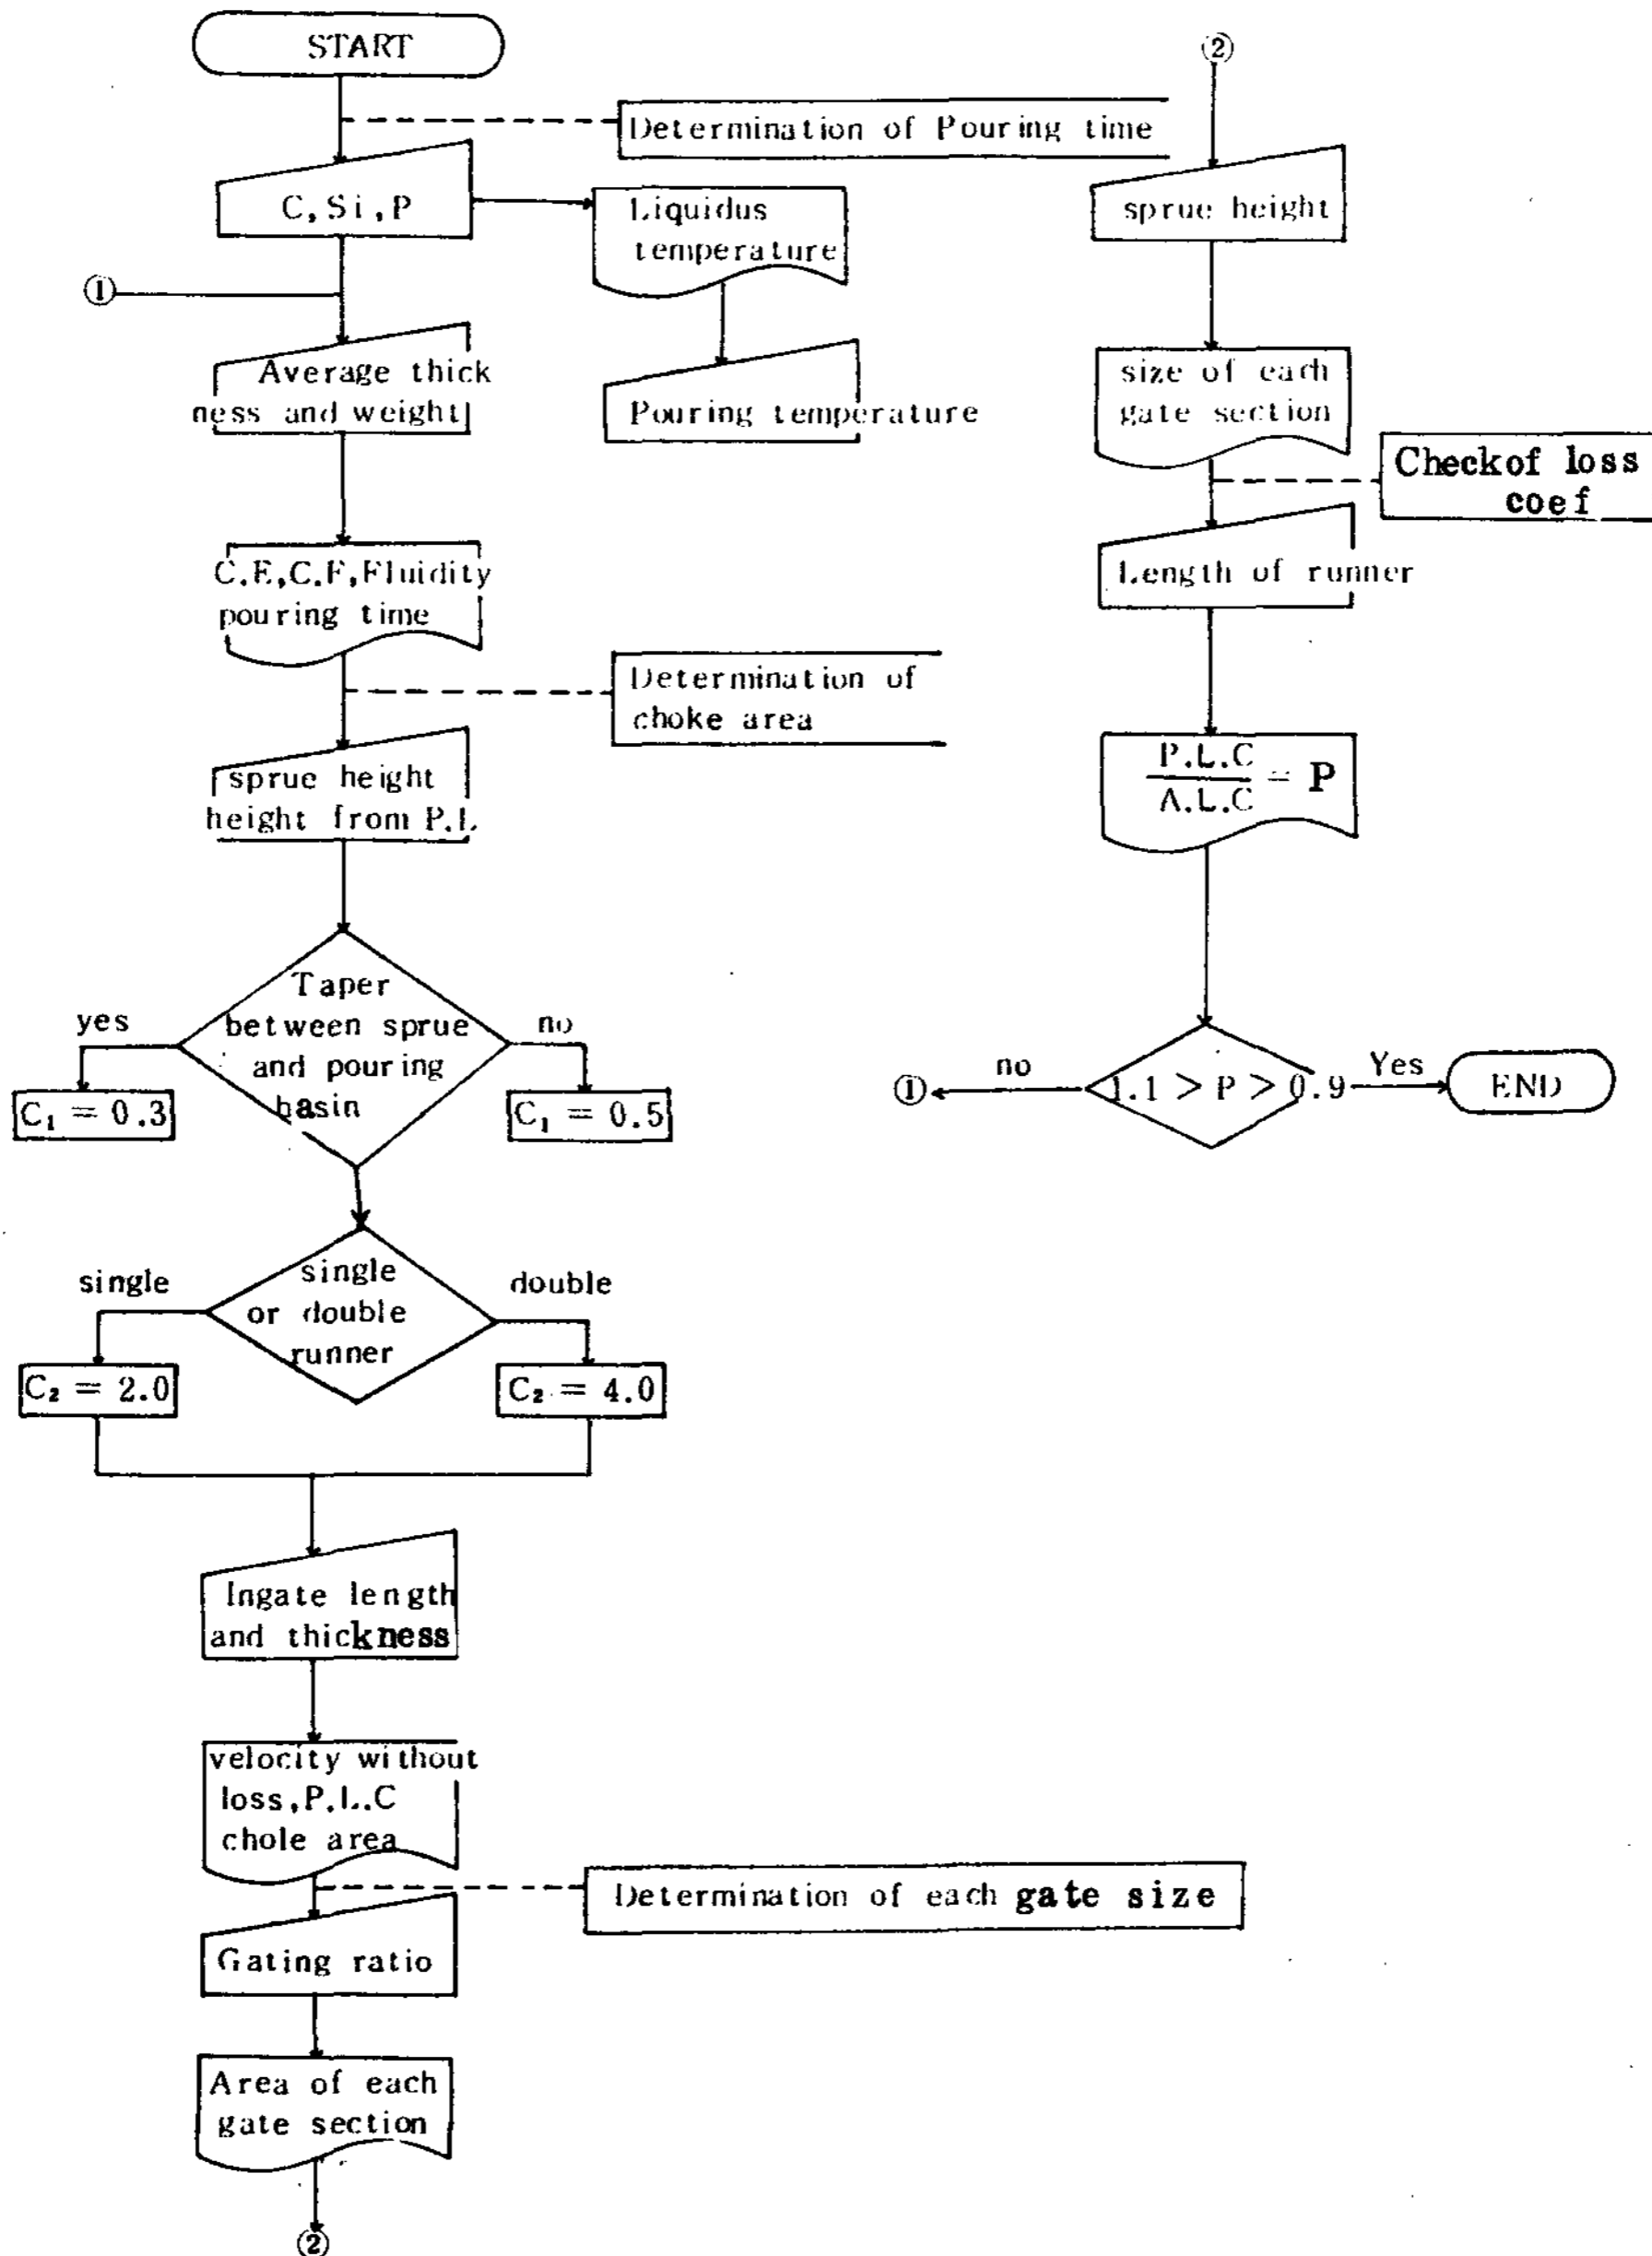 START
Determination of Pouring time
C, Si, P
Liquidus
temperature
①
Average thick
ness and weight
Pouring temperature
C.E, C.F, Fluidity
pouring time
Determination of
choke area
sprue height
height from P.L
Taper
between sprue
and pouring
basin
yes
no
C₁ = 0.3
C₁ = 0.5
single
or double
runner
single
double
C₂ = 2.0
C₂ = 4.0
Ingate length
and thickness
velocity without
loss, P.L.C
chole area
Determination of each gate size
Gating ratio
Area of each
gate section
②
②
sprue height
size of each
gate section
Check of loss
coef
Length of runner
P.L.C
A.L.C
= P
1.1 > P > 0.9
no
①
Yes
END